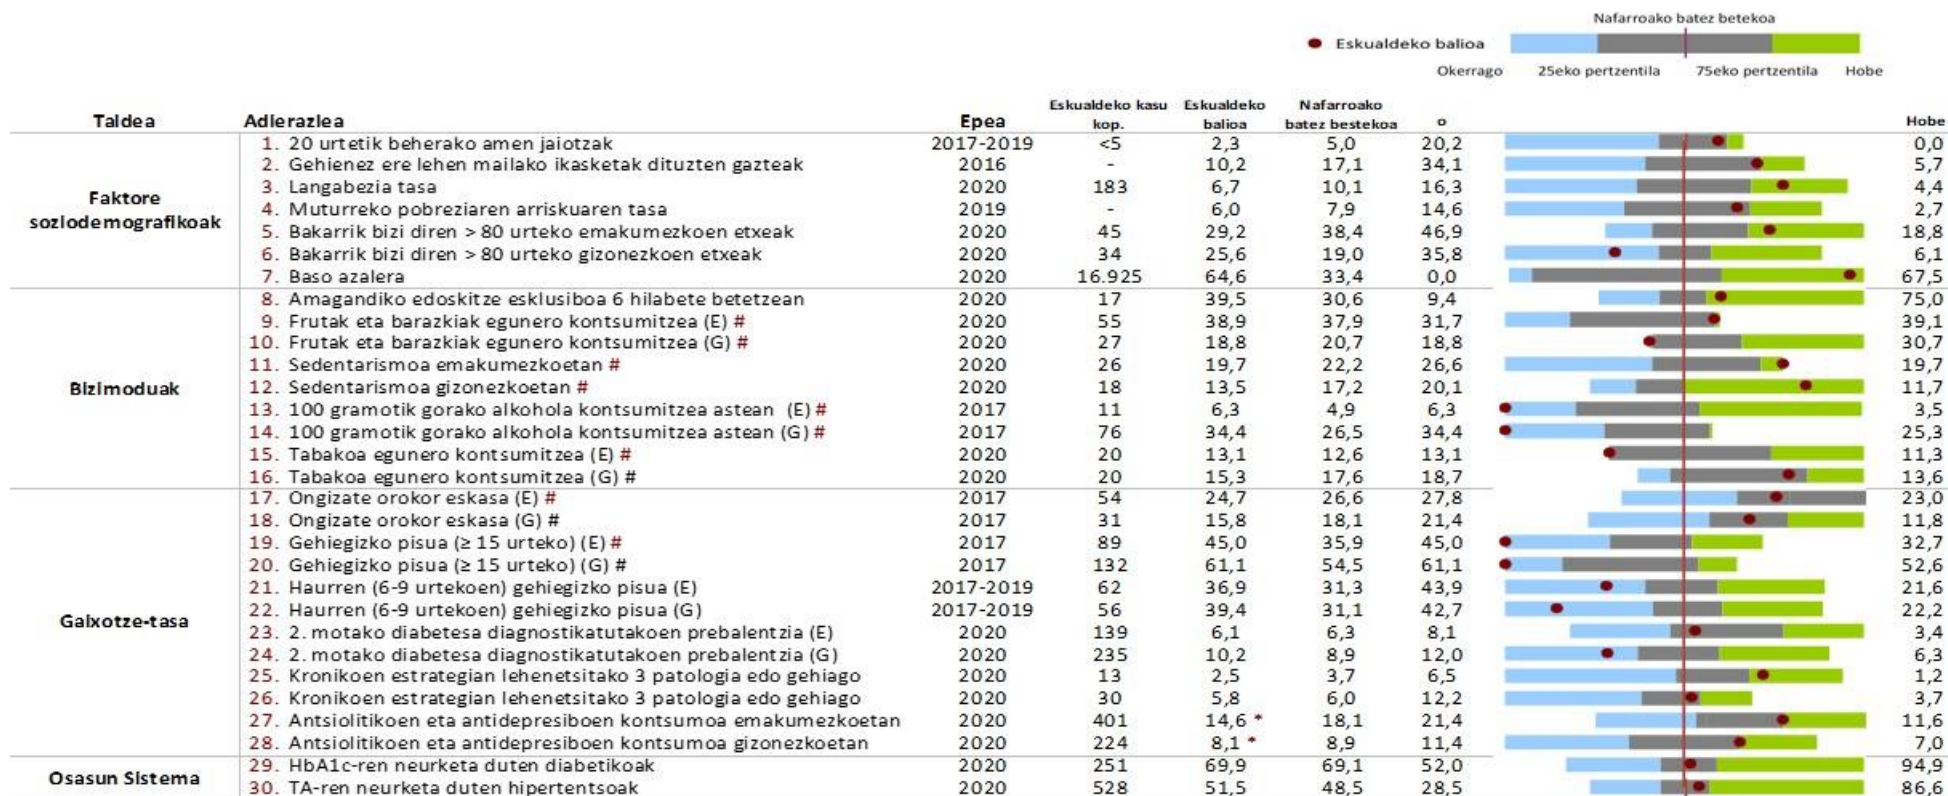 Nafarroako batez betekoa
Eskualdeko balioa
Okerrago 25eko pertzentila 75eko pertzentila Hobe
Taldea Adierazlea Epea Eskualdeko kasu kop. Eskualdeko balioa Nafarroako batez bestekoa o Hobe
Faktore soziodemografikoak
1. 20 urtetik beherako amen jaiotzak 2017-2019 <5 2,3 5,0 20,2 0,0
2. Gehienez ere lehen mailako ikasketak dituzten gazteak 2016 - 10,2 17,1 34,1 5,7
3. Langabezia tasa 2020 183 6,7 10,1 16,3 4,4
4. Muturreko pobreziaren arriskuaren tasa 2019 - 6,0 7,9 14,6 2,7
5. Bakarrik bizi diren > 80 urteko emakumezkoen etxeak 2020 45 29,2 38,4 46,9 18,8
6. Bakarrik bizi diren > 80 urteko gizonezkoen etxeak 2020 34 25,6 19,0 35,8 6,1
7. Baso azalera 2020 16.925 64,6 33,4 0,0 67,5
Bizimoduak
8. Amagandiko edoskitze esklusiboa 6 hilabete betetzean 2020 17 39,5 30,6 9,4 75,0
9. Frutak eta barazkiak egunero kontsumitzea (E) # 2020 55 38,9 37,9 31,7 39,1
10. Frutak eta barazkiak egunero kontsumitzea (G) # 2020 27 18,8 20,7 18,8 30,7
11. Sedentarismoa emakumezkoetan # 2020 26 19,7 22,2 26,6 19,7
12. Sedentarismoa gizonezkoetan # 2020 18 13,5 17,2 20,1 11,7
13. 100 gramotik gorako alkohola kontsumitzea astean (E) # 2017 11 6,3 4,9 6,3 3,5
14. 100 gramotik gorako alkohola kontsumitzea astean (G) # 2017 76 34,4 26,5 34,4 25,3
15. Tabakoa egunero kontsumitzea (E) # 2020 20 13,1 12,6 13,1 11,3
16. Tabakoa egunero kontsumitzea (G) # 2020 20 15,3 17,6 18,7 13,6
Gaixotze-tasa
17. Ongizate orokor eskasa (E) # 2017 54 24,7 26,6 27,8 23,0
18. Ongizate orokor eskasa (G) # 2017 31 15,8 18,1 21,4 11,8
19. Gehiegizko pisua (≥ 15 urteko) (E) # 2017 89 45,0 35,9 45,0 32,7
20. Gehiegizko pisua (≥ 15 urteko) (G) # 2017 132 61,1 54,5 61,1 52,6
21. Haurren (6-9 urtekoen) gehiegizko pisua (E) 2017-2019 62 36,9 31,3 43,9 21,6
22. Haurren (6-9 urtekoen) gehiegizko pisua (G) 2017-2019 56 39,4 31,1 42,7 22,2
23. 2. motako diabetesa diagnostikatutakoen prebalentzia (E) 2020 139 6,1 6,3 8,1 3,4
24. 2. motako diabetesa diagnostikatutakoen prebalentzia (G) 2020 235 10,2 8,9 12,0 6,3
25. Kronikoen estrategian lehenetsitako 3 patologia edo gehiago 2020 13 2,5 3,7 6,5 1,2
26. Kronikoen estrategian lehenetsitako 3 patologia edo gehiago 2020 30 5,8 6,0 12,2 3,7
27. Antsiolitikoen eta antidepresiboen kontsumoa emakumezkoetan 2020 401 14,6 * 18,1 21,4 11,6
28. Antsiolitikoen eta antidepresiboen kontsumoa gizonezkoetan 2020 224 8,1 * 8,9 11,4 7,0
Osasun Sistema
29. HbA1c-ren neurketa duten diabetikoak 2020 251 69,9 69,1 52,0 94,9
30. TA-ren neurketa duten hipertentsoak 2020 528 51,5 48,5 28,5 86,6